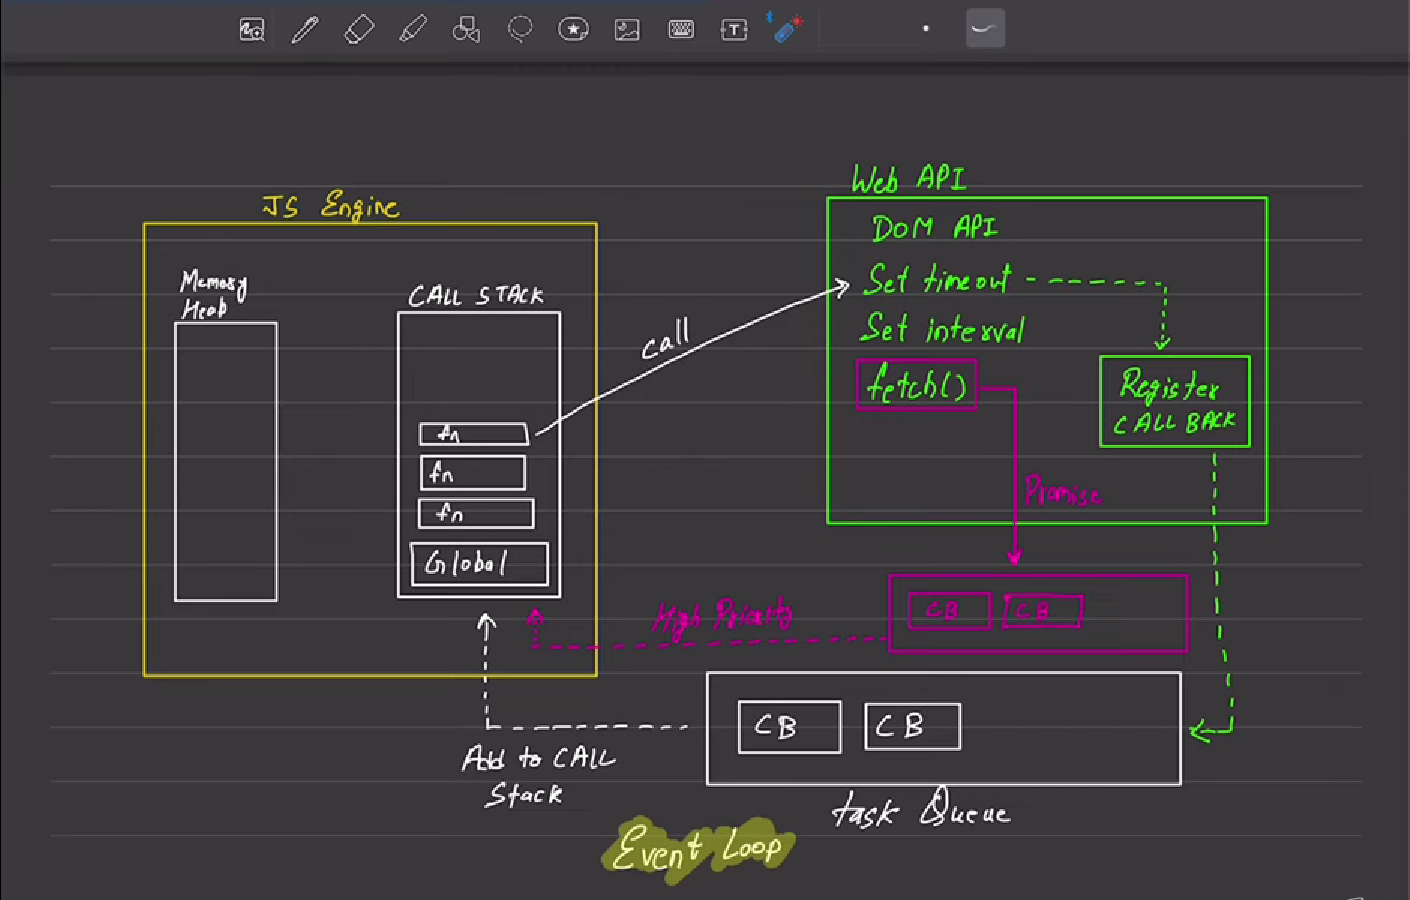 T
Web API
JS Engine
DOM API
Memory
Heap
CALL STACK
Set timeout
call
Set interval
fetch()
Register
CALL BACK
fn
fn
fn
Promise
Global
High Priority
CB
CB
CB
CB
Add to CALL
Stack
task Queue
Event Loop